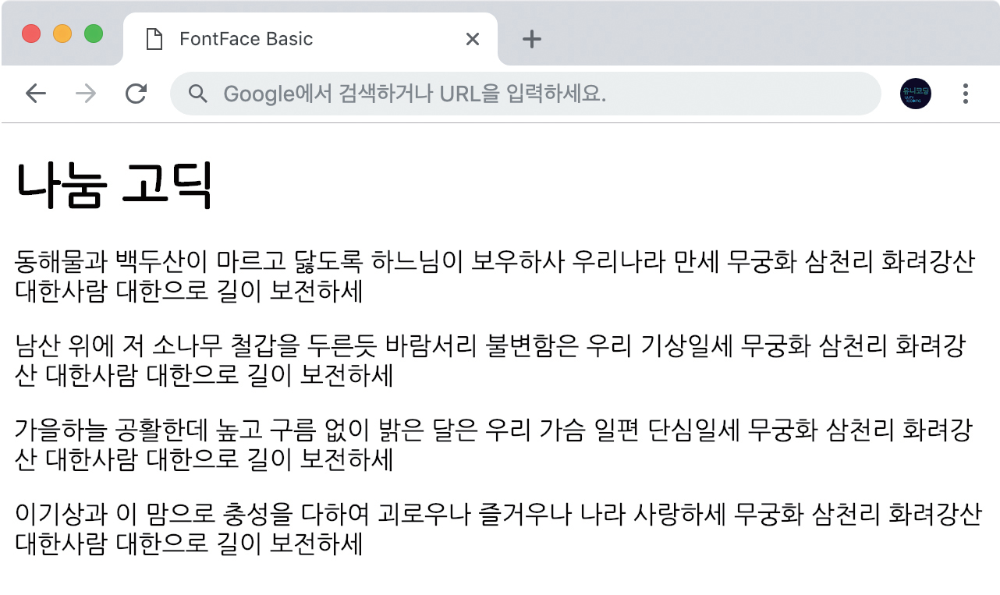 FontFace Basic
Google에서 검색하거나 URL을 입력하세요.
유니코딩
나눔 고딕
동해물과 백두산이 마르고 닳도록 하느님이 보우하사 우리나라 만세 무궁화 삼천리 화려강산
대한사람 대한으로 길이 보전하세
남산 위에 저 소나무 철갑을 두른듯 바람서리 불변함은 우리 기상일세 무궁화 삼천리 화려강
산 대한사람 대한으로 길이 보전하세
가을하늘 공활한데 높고 구름 없이 밝은 달은 우리 가슴 일편 단심일세 무궁화 삼천리 화려강
산 대한사람 대한으로 길이 보전하세
이기상과 이 맘으로 충성을 다하여 괴로우나 즐거우나 나라 사랑하세 무궁화 삼천리 화려강산
대한사람 대한으로 길이 보전하세